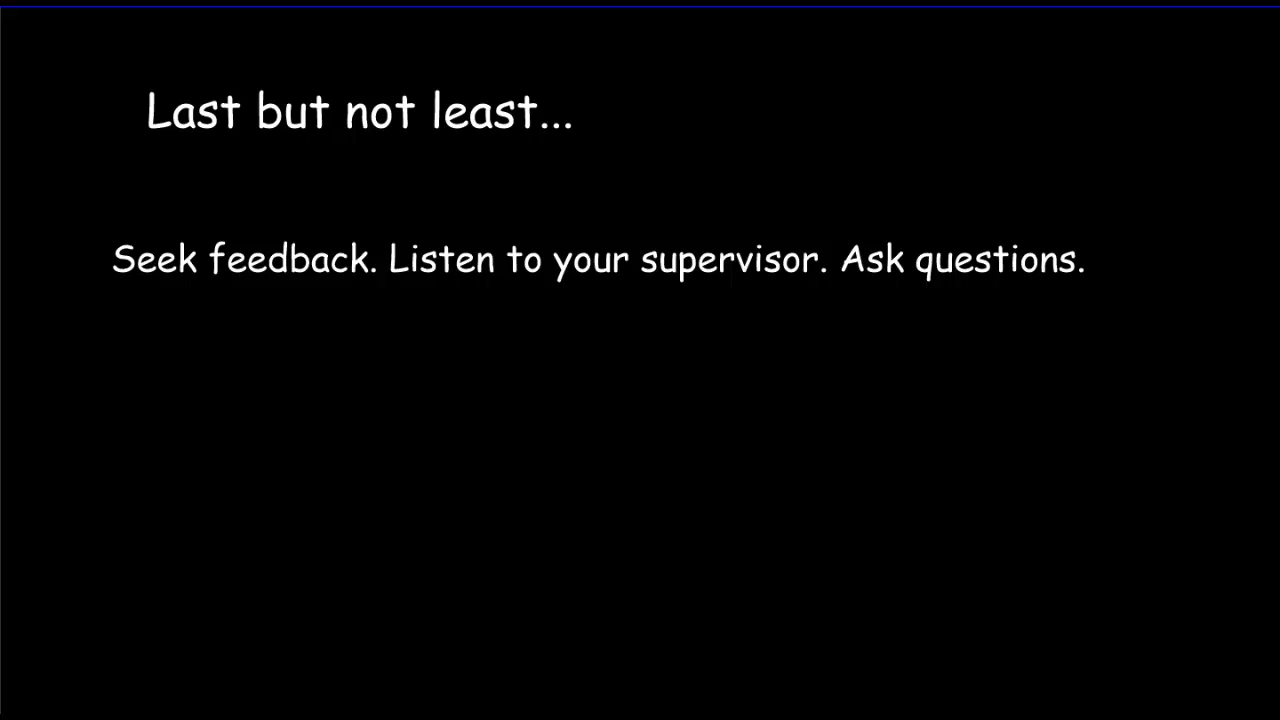 Last but not least...
Seek feedback. Listen to your supervisor. Ask questions.